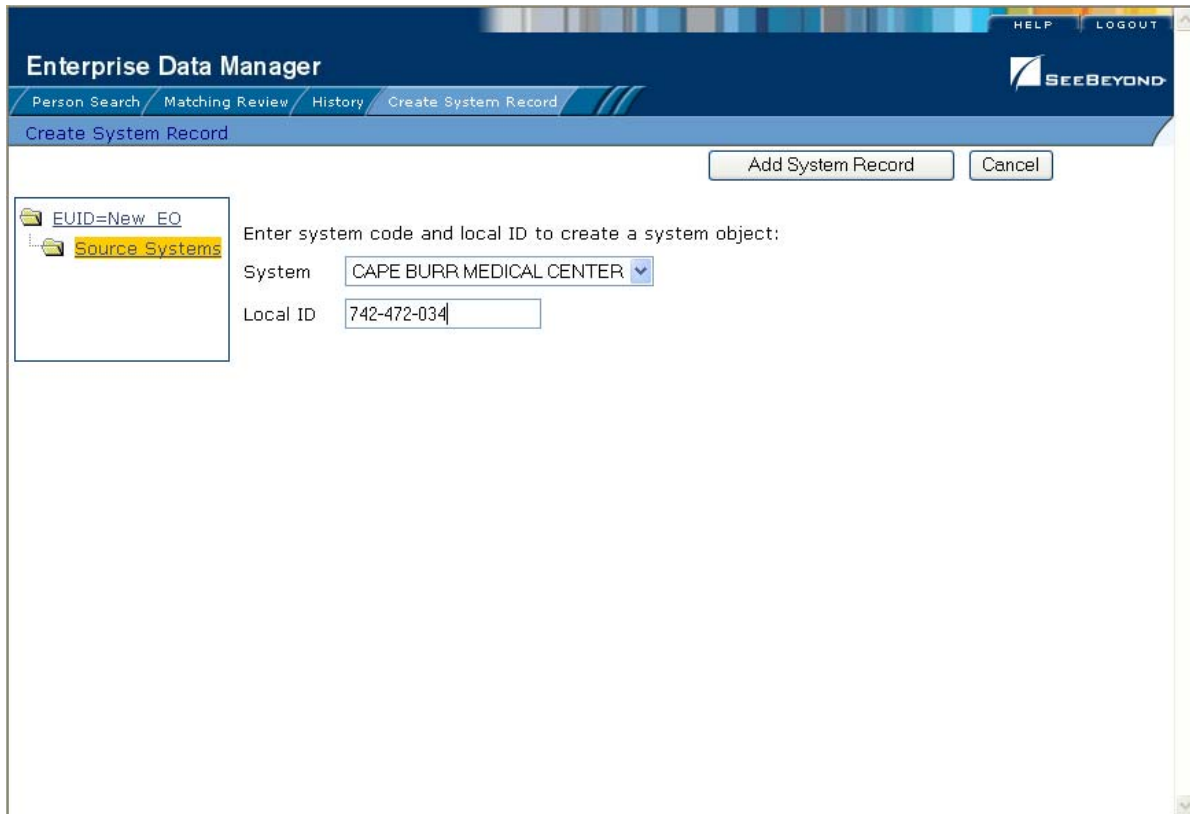 HELP LOGOUT
Enterprise Data Manager
SEEBEYOND
Person Search Matching Review History Create System Record
Create System Record
Add System Record Cancel
EUID=New EO
Source Systems
Enter system code and local ID to create a system object:
System CAPE BURR MEDICAL CENTER
Local ID 742-472-034